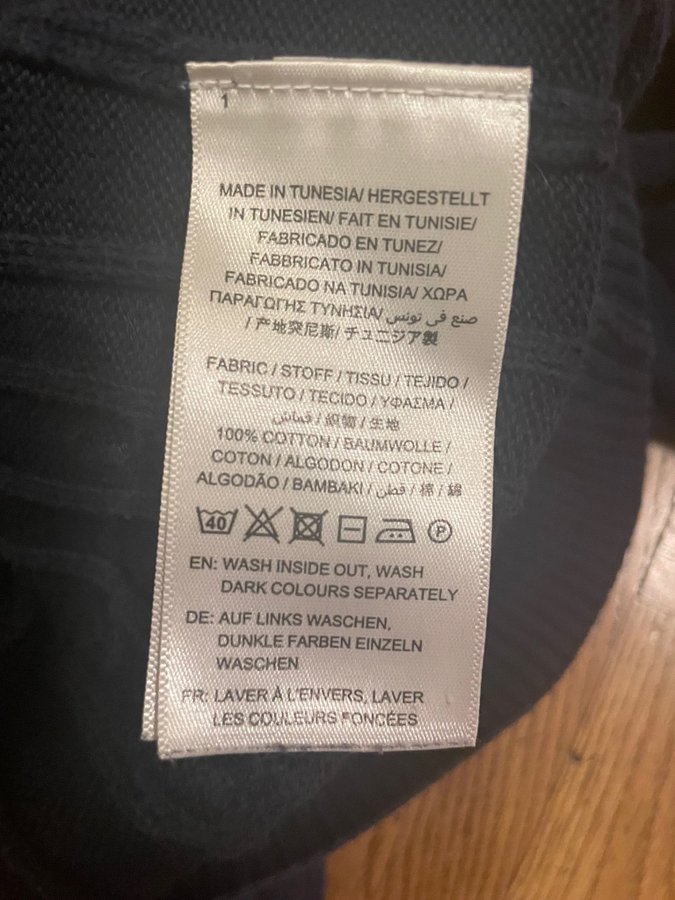 1
MADE IN TUNESIA/ HERGESTELLT
IN TUNESIEN/ FAIT EN TUNISIE/
FABRICADO EN TUNEZ/
FABBRICATO IN TUNISIA/
FABRICADO NA TUNISIA/ ΧΩΡΑ
ΠΑΡΑΓΩΓΗΣ ΤΥΝΗΣΙΑ/ صنع في تونس
/ 产地突尼斯/ チュニジア製
FABRIC / STOFF / TISSU / TEJIDO /
TESSUTO / TECIDO / ΥΦΑΣΜΑ /
قماش / 織物 / 生地
100% COTTON / BAUMWOLLE /
COTON / ALGODON / COTONE /
ALGODÃO / BAMBAKI / قطن / 棉 / 綿
40 P
EN: WASH INSIDE OUT, WASH
DARK COLOURS SEPARATELY
DE: AUF LINKS WASCHEN,
DUNKLE FARBEN EINZELN
WASCHEN
FR: LAVER À L'ENVERS, LAVER
LES COULEURS FONCÉES